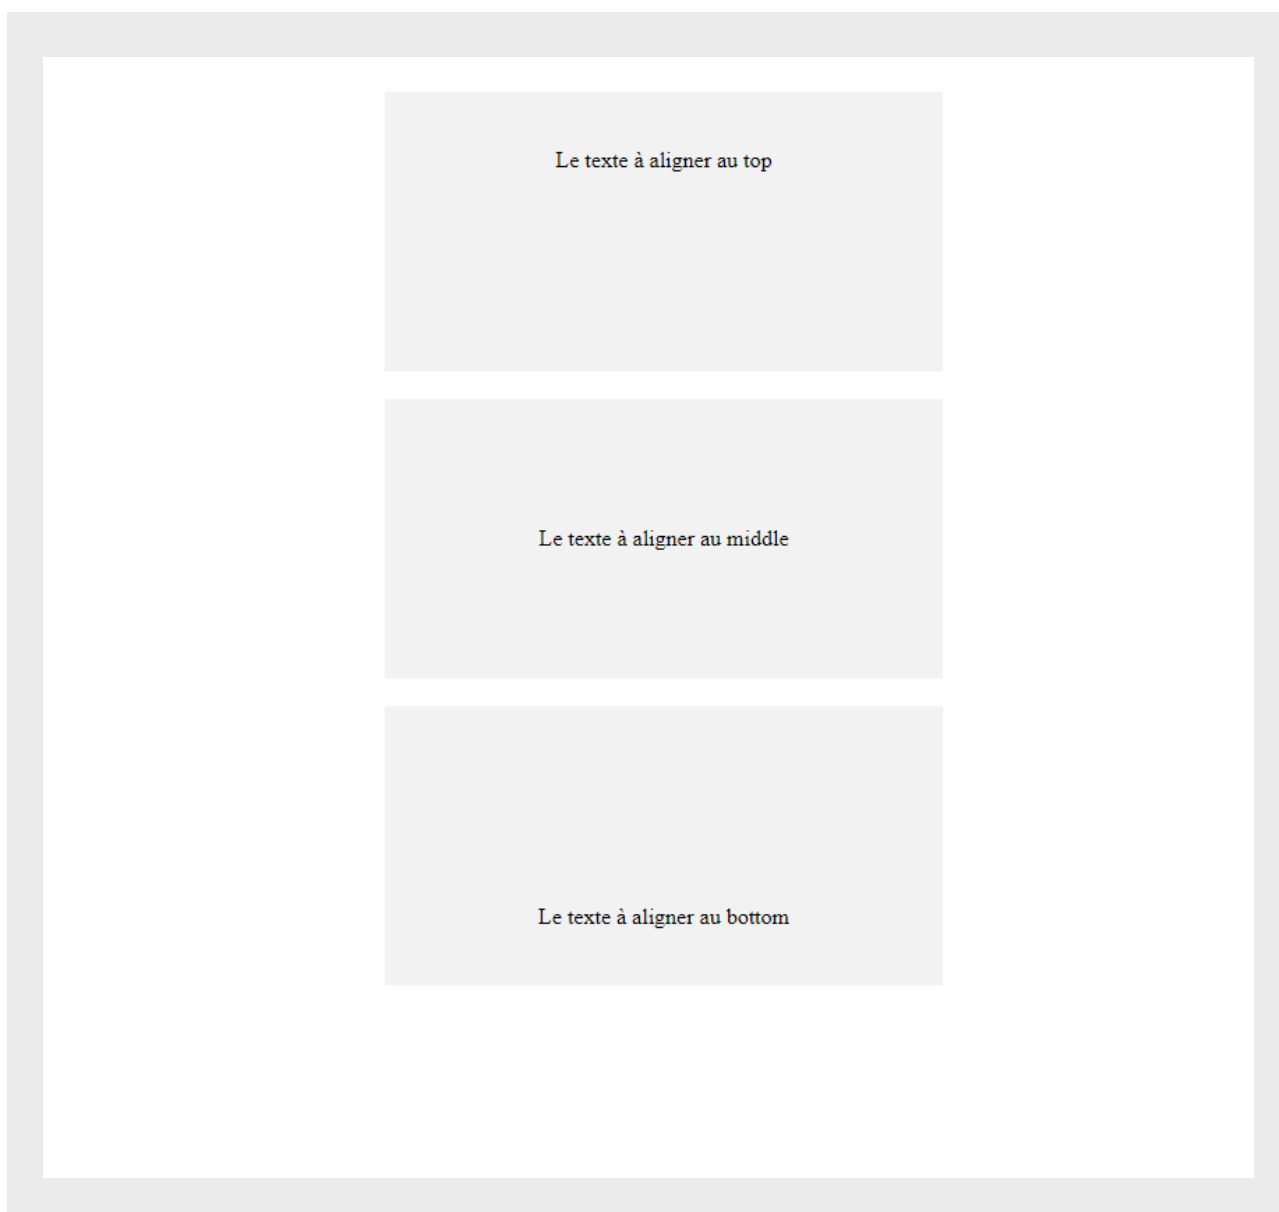 Le texte à aligner au top
Le texte à aligner au middle
Le texte à aligner au bottom